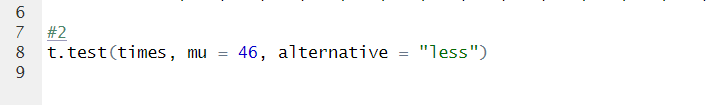 6
7 #2
8 t.test(times, mu = 46, alternative = "less")
9